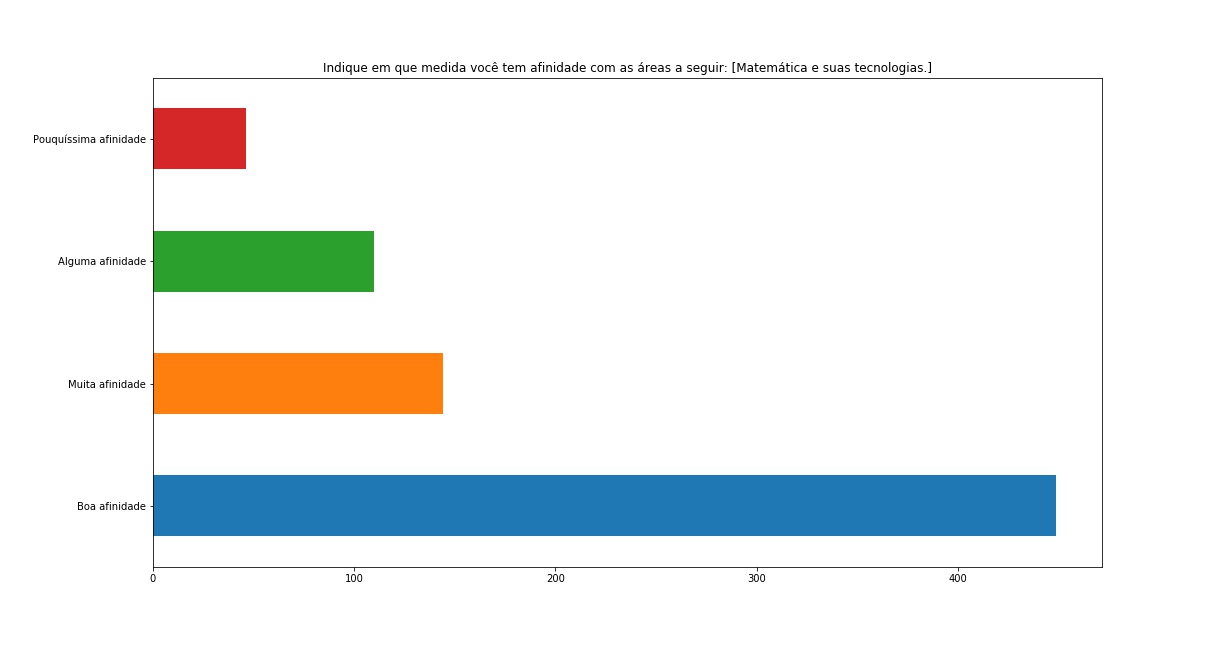 Indique em que medida você tem afinidade com as áreas a seguir: [Matemática e suas tecnologias.]
Pouquíssima afinidade
Alguma afinidade
Muita afinidade
Boa afinidade
0 100 200 300 400